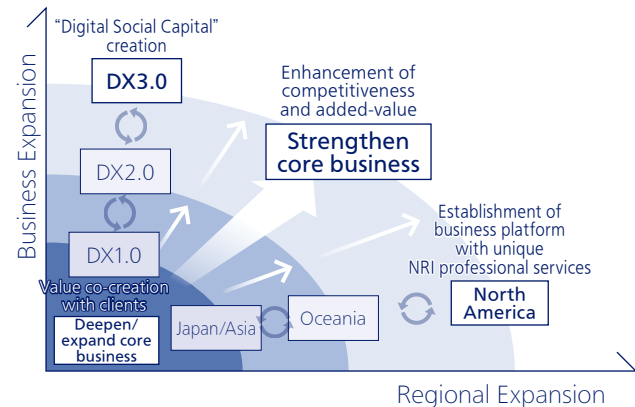 “Digital Social Capital”
creation
DX3.0
Enhancement of
competitiveness
and added-value
Strengthen
core business
DX2.0
Business Expansion
DX1.0
Establishment of
business platform
with unique
NRI professional services
Value co-creation
with clients
Deepen/
expand core
business
Japan/Asia
Oceania
North
America
Regional Expansion